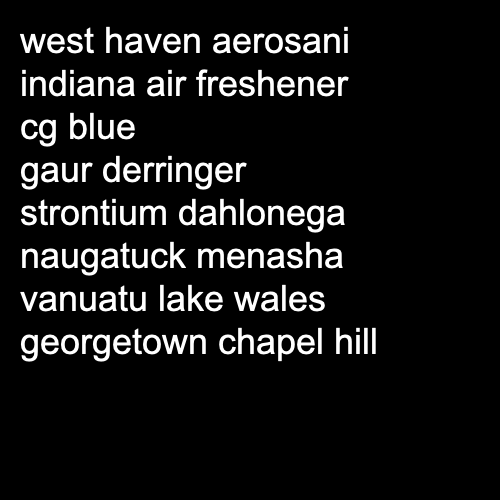 west haven aerosani
indiana air freshener
cg blue
gaur derringer
strontium dahlonega
naugatuck menasha
vanuatu lake wales
georgetown chapel hill